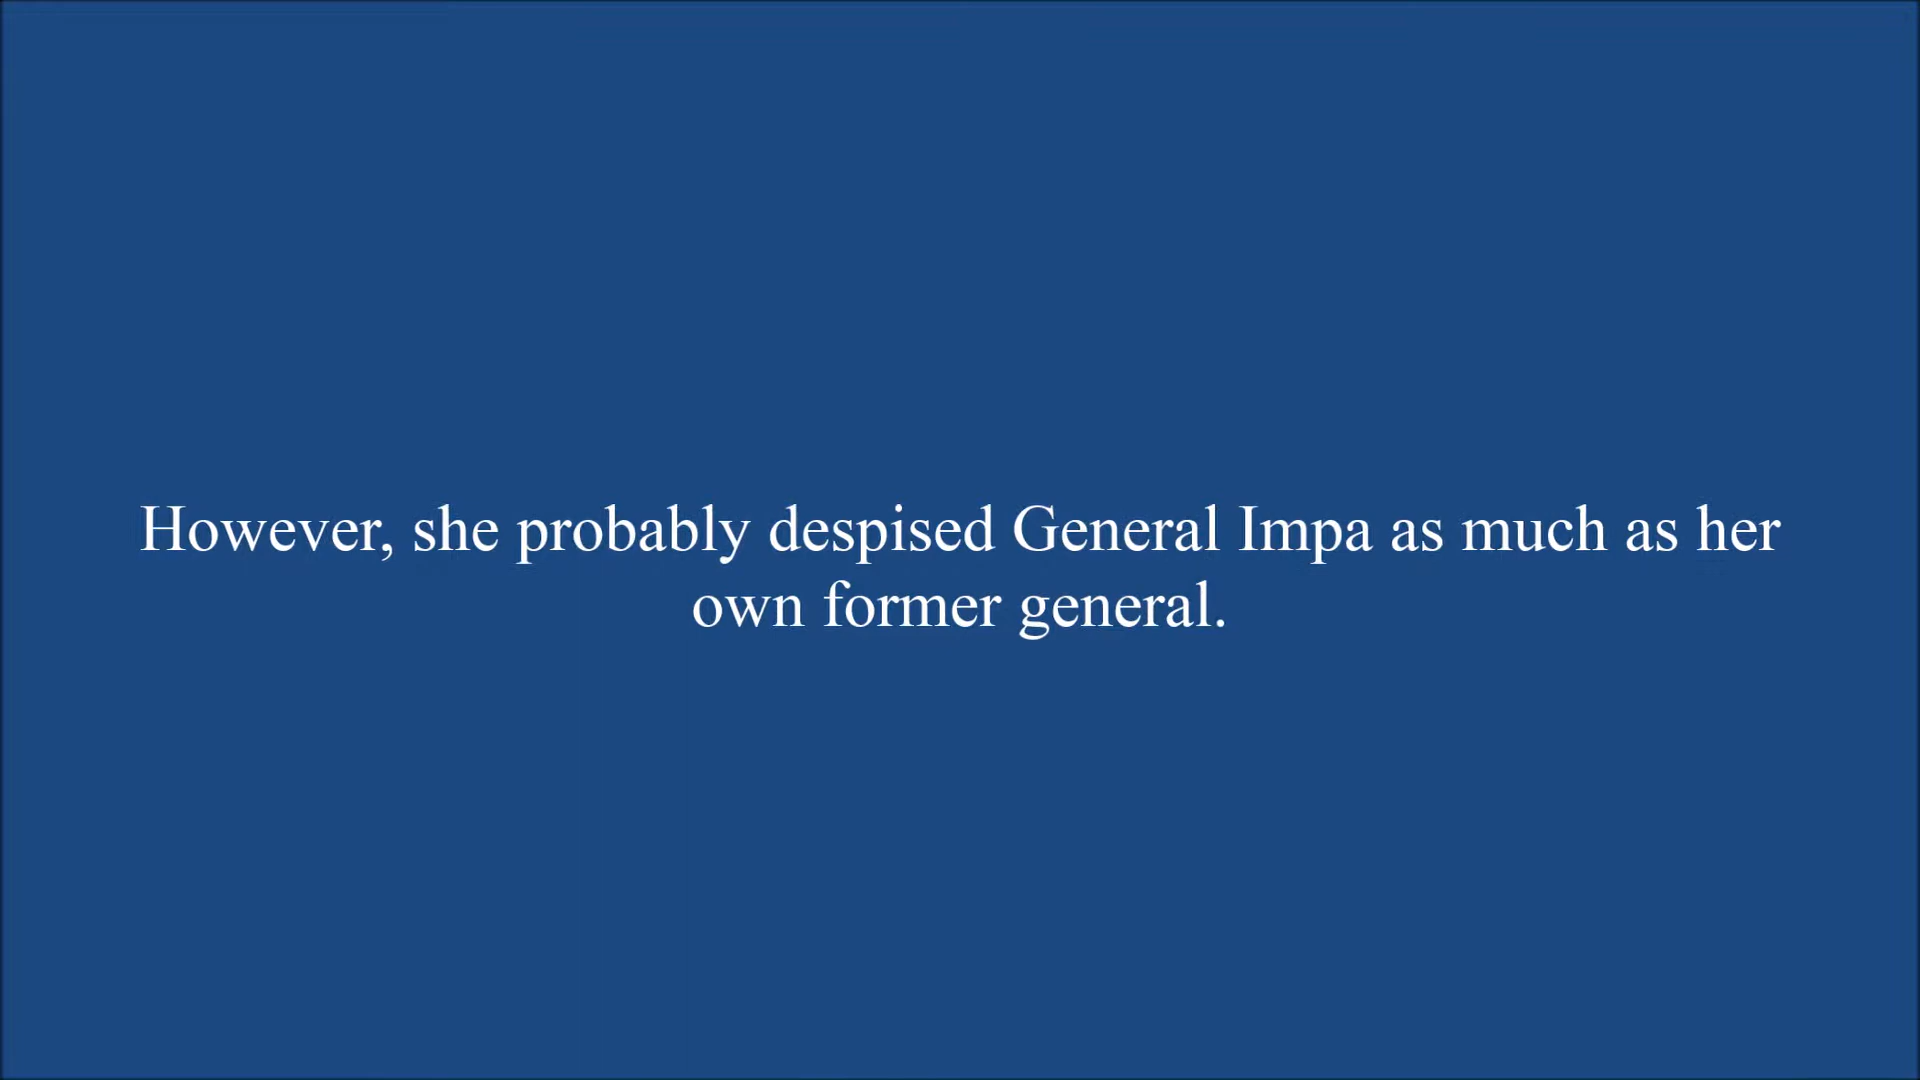 However, she probably despised General Impa as much as her
own former general.